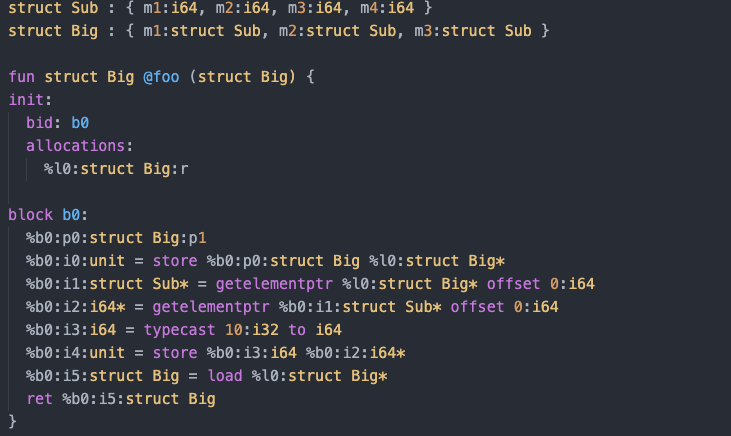 struct Sub : { m1:i64, m2:i64, m3:i64, m4:i64 }
struct Big : { m1:struct Sub, m2:struct Sub, m3:struct Sub }

fun struct Big @foo (struct Big) {
init:
  bid: b0
  allocations:
    %l0:struct Big:r

block b0:
  %b0:p0:struct Big:p1
  %b0:i0:unit = store %b0:p0:struct Big %l0:struct Big*
  %b0:i1:struct Sub* = getelementptr %l0:struct Big* offset 0:i64
  %b0:i2:i64* = getelementptr %b0:i1:struct Sub* offset 0:i64
  %b0:i3:i64 = typecast 10:i32 to i64
  %b0:i4:unit = store %b0:i3:i64 %b0:i2:i64*
  %b0:i5:struct Big = load %l0:struct Big*
  ret %b0:i5:struct Big
}